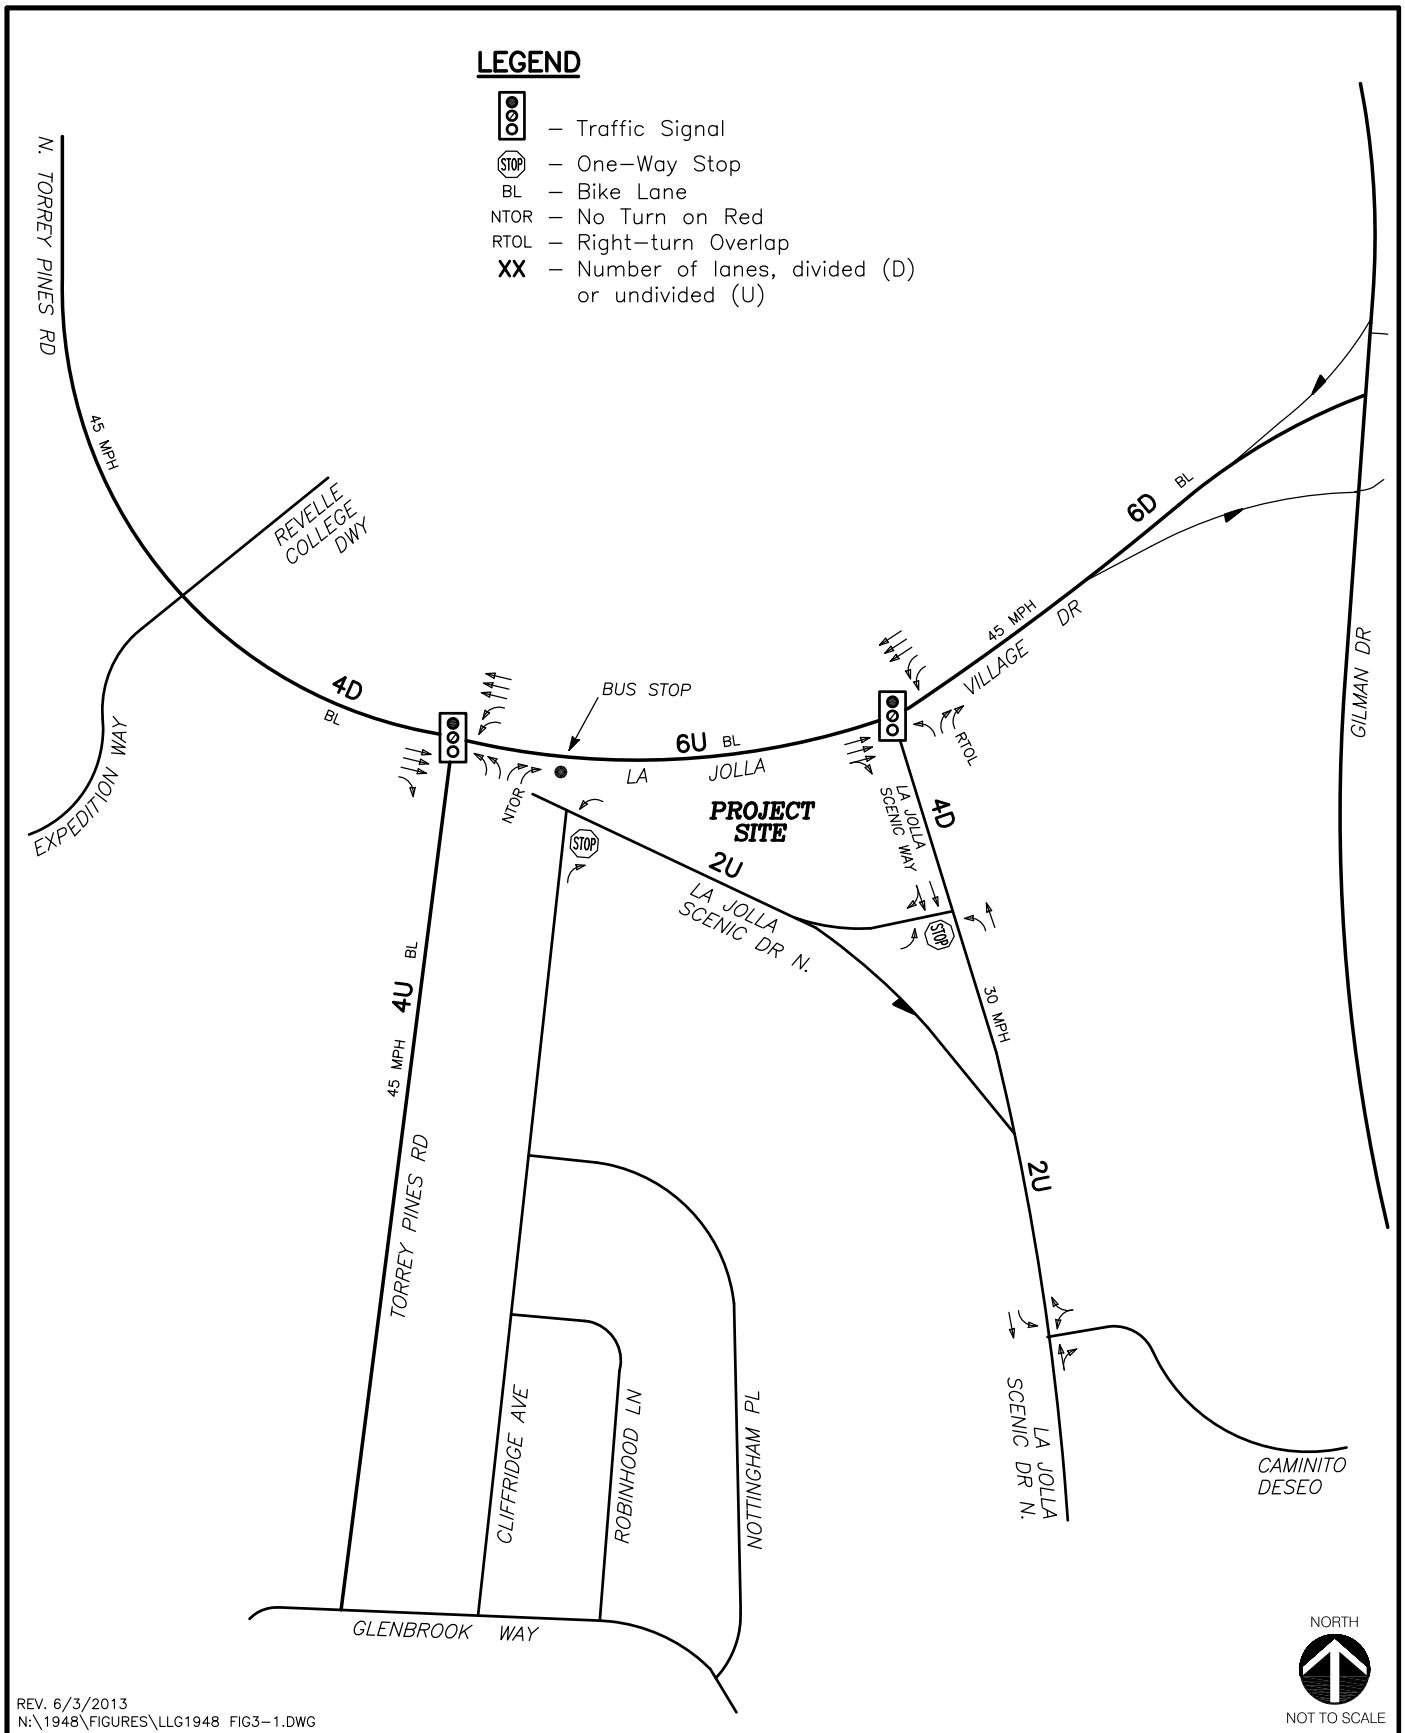 LEGEND
– Traffic Signal
STOP – One–Way Stop
BL – Bike Lane
NTOR – No Turn on Red
RTOL – Right–turn Overlap
XX – Number of lanes, divided (D)
or undivided (U)
N. TORREY PINES RD
45 MPH
REVELLE
COLLEGE
DWY
EXPEDITION WAY
4D
BL
BUS STOP
6U BL
LA JOLLA
VILLAGE DR
45 MPH
6D BL
GILMAN DR
RTOL
NTOR
STOP
PROJECT
SITE
LA JOLLA
SCENIC WAY
4D
2U
LA JOLLA
SCENIC DR N.
STOP
30 MPH
4U BL
45 MPH
TORREY PINES RD
2U
CLIFFRIDGE AVE
ROBINHOOD LN
NOTTINGHAM PL
LA JOLLA
SCENIC DR N.
CAMINITO
DESEO
GLENBROOK WAY
NORTH
NOT TO SCALE
REV. 6/3/2013
N:\1948\FIGURES\LLG1948 FIG3–1.DWG